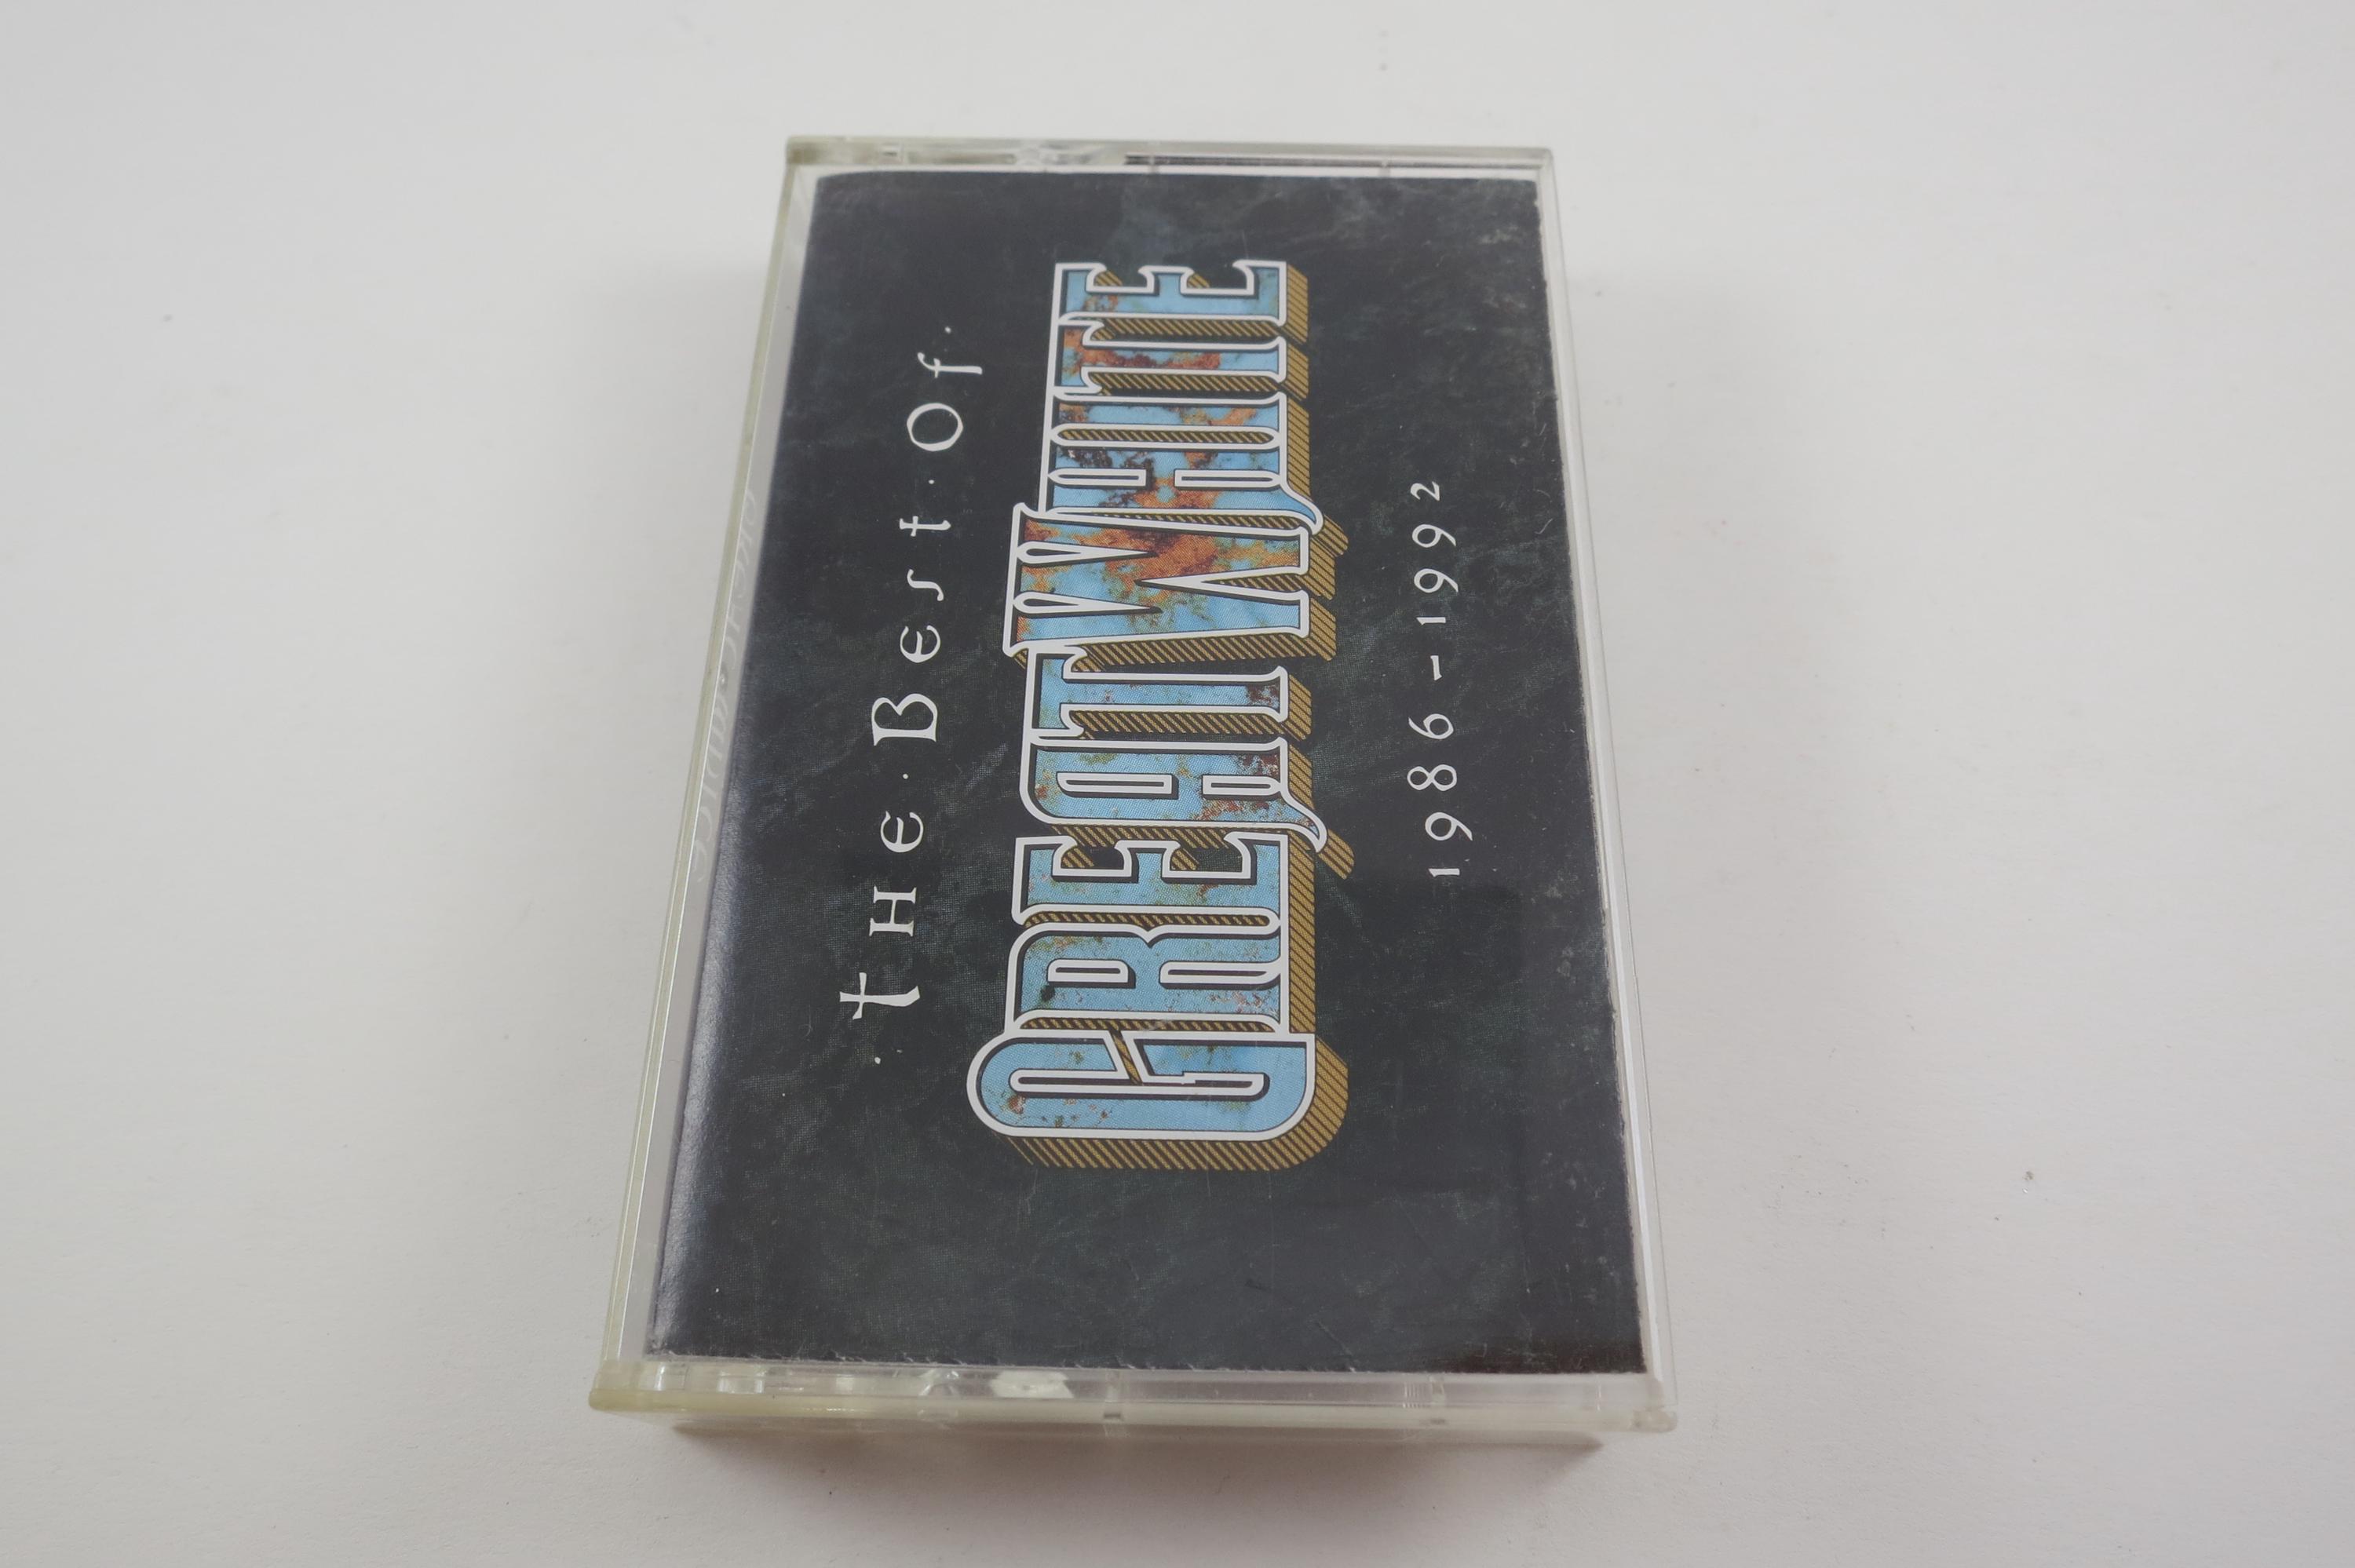 ·The·Best·Of·
GREAT WHITE
1986-1992